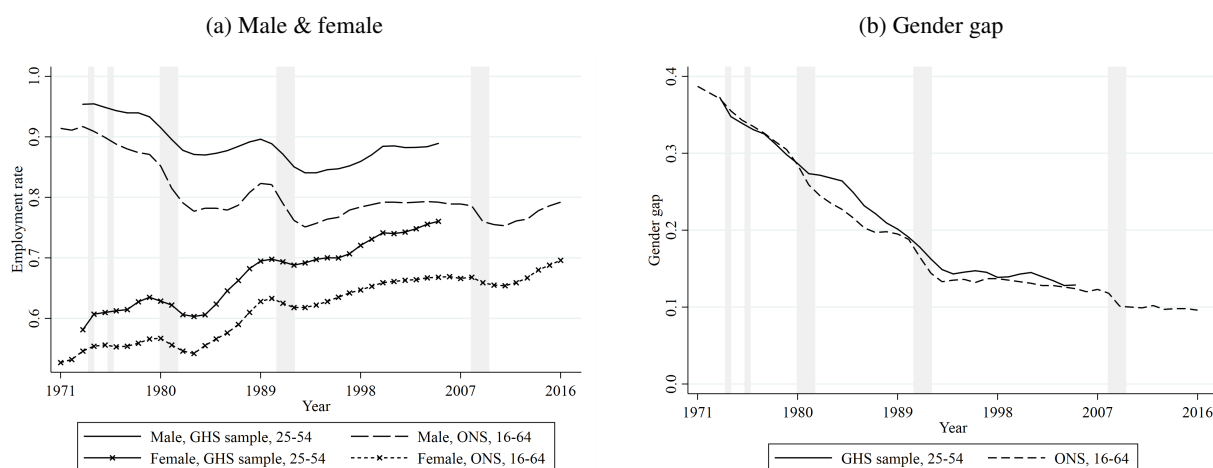 (a) Male & female
Employment rate
1.0
0.9
0.8
0.7
0.6
1971 1980 1989 1998 2007 2016
Year
Male, GHS sample, 25-54 Male, ONS, 16-64
Female, GHS sample, 25-54 Female, ONS, 16-64
(b) Gender gap
Gender gap
0.4
0.3
0.2
0.1
0.0
1971 1980 1989 1998 2007 2016
Year
GHS sample, 25-54 ONS, 16-64